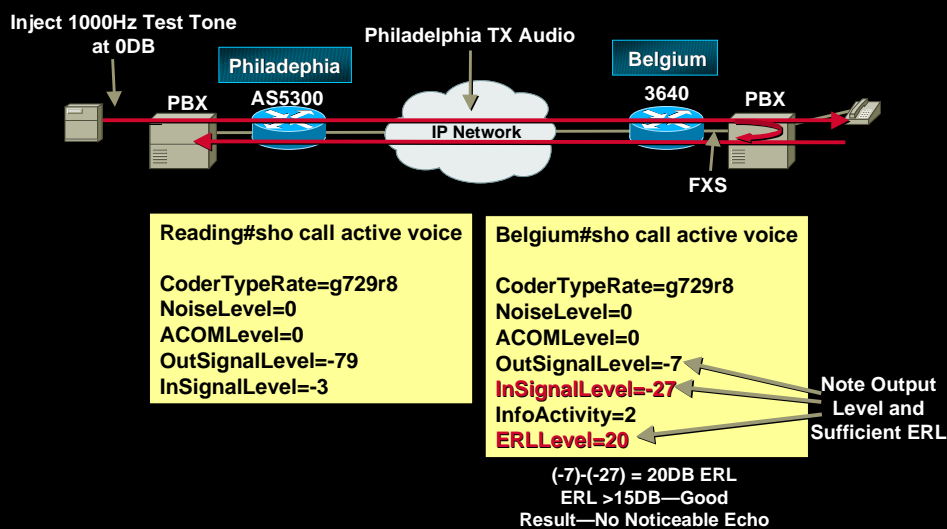 Inject 1000Hz Test Tone
at 0DB
Philadelphia TX Audio
Philadephia
Belgium
PBX
AS5300
3640
PBX
IP Network
FXS
Reading#sho call active voice
CoderTypeRate=g729r8
NoiseLevel=0
ACOMLevel=0
OutSignalLevel=-79
InSignalLevel=-3
Belgium#sho call active voice
CoderTypeRate=g729r8
NoiseLevel=0
ACOMLevel=0
OutSignalLevel=-7
InSignalLevel=-27
InfoActivity=2
ERLLevel=20
Note Output
Level and
Sufficient ERL
(-7)-(-27) = 20DB ERL
ERL >15DB—Good
Result—No Noticeable Echo